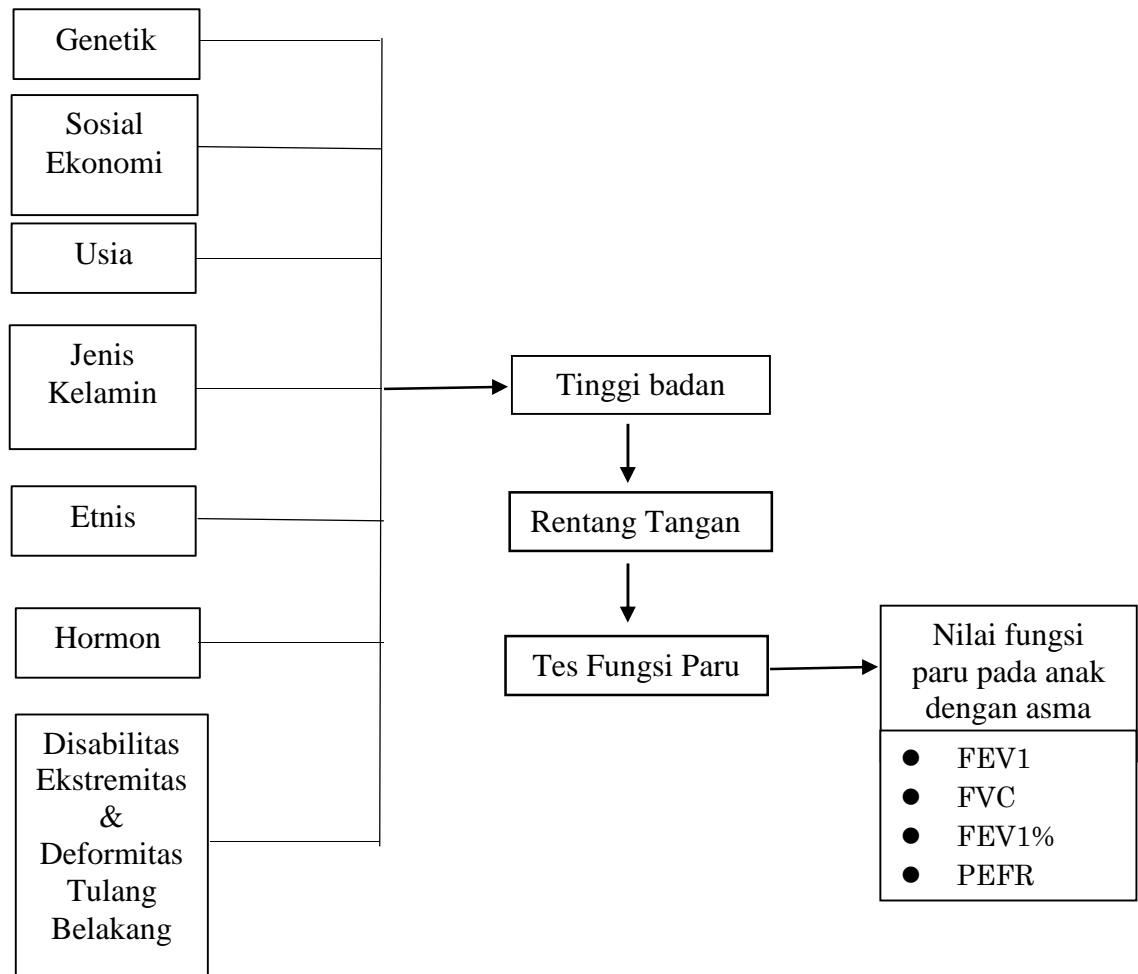 Genetik
Sosial
Ekonomi
Usia
Jenis
Kelamin
Etnis
Hormon
Disabilitas
Ekstremitas
&
Deformitas
Tulang
Belakang
Tinggi badan
Rentang Tangan
Tes Fungsi Paru
Nilai fungsi
paru pada anak
dengan asma
● FEV1
● FVC
● FEV1%
● PEFR